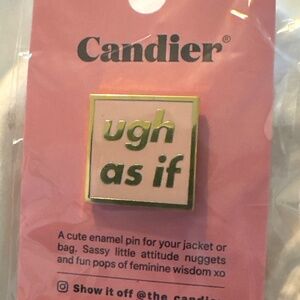 Candier®
ugh
as if
A cute enamel pin for your jacket or
bag. Sassy little attitude nuggets
and fun pops of feminine wisdom xo
Show it off @the_candier